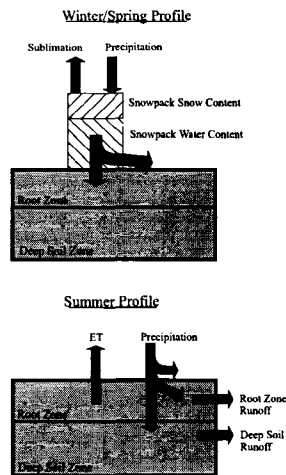 Winter/Spring Profile
Sublimation Precipitation
Snowpack Snow Content
Snowpack Water Content
Root Zone
Deep Soil Zone
Summer Profile
ET Precipitation
Root Zone
Runoff
Root Zone
Deep Soil
Runoff
Deep Soil Zone